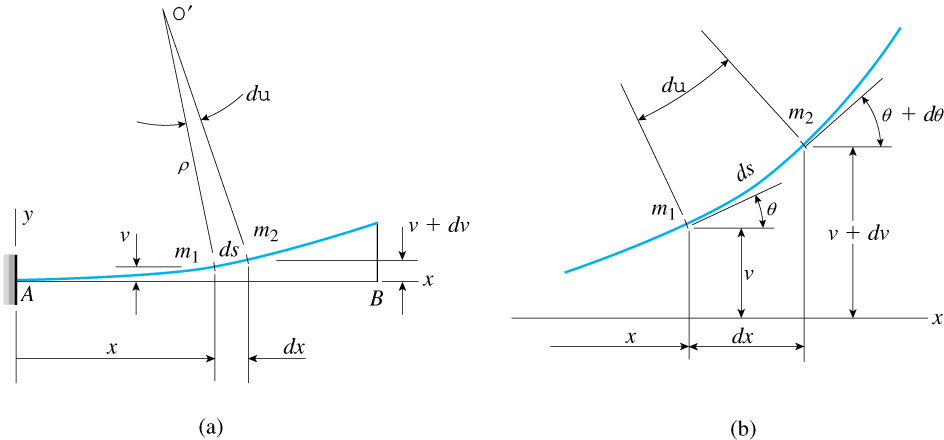 O′
du
ρ
y
v
m₁
ds
m₂
v + dv
A
B
x
x
dx
(a)
du
m₂
θ + dθ
ds
m₁
θ
v
v + dv
x
x
dx
(b)